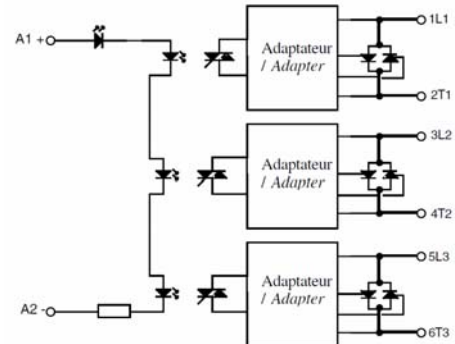 A1 +
Adaptateur
/ Adapter
1L1
2T1
Adaptateur
/ Adapter
3L2
4T2
Adaptateur
/ Adapter
5L3
6T3
A2 -